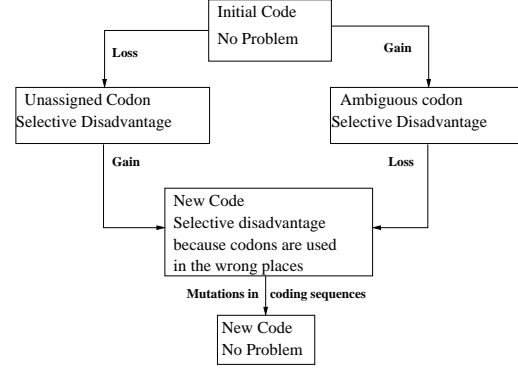 Initial Code
No Problem
Loss
Gain
Unassigned Codon
Selective Disadvantage
Ambiguous codon
Selective Disadvantage
Gain
Loss
New Code
Selective disadvantage
because codons are used
in the wrong places
Mutations in coding sequences
New Code
No Problem